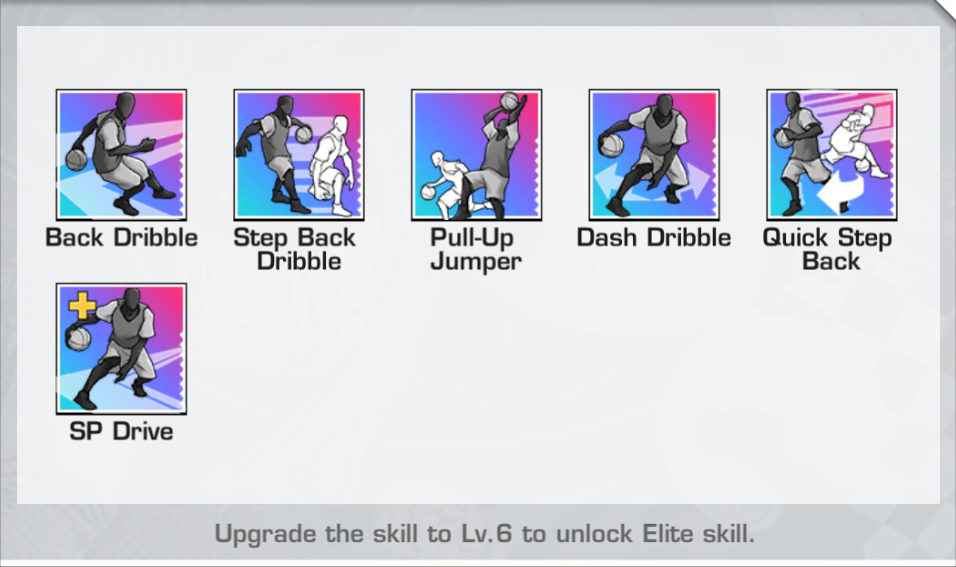 Back Dribble
Step Back
Dribble
Pull-Up
Jumper
Dash Dribble
Quick Step
Back
SP Drive
Upgrade the skill to Lv.6 to unlock Elite skill.